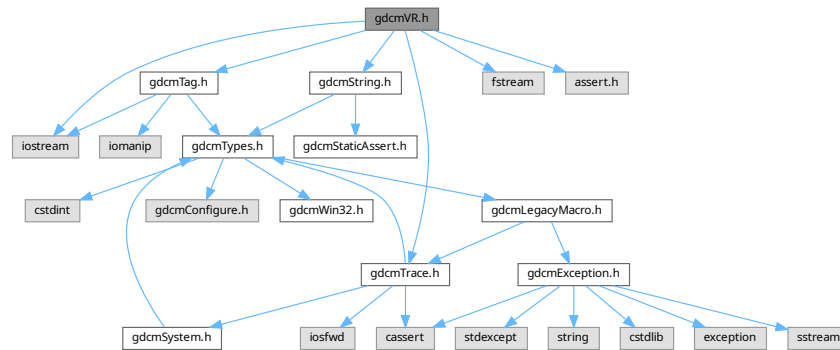 gdcmVR.h
gdcmTag.h
gdcmString.h
fstream
assert.h
iostream
iomanip
gdcmTypes.h
gdcmStaticAssert.h
cstdint
gdcmConfigure.h
gdcmWin32.h
gdcmLegacyMacro.h
gdcmTrace.h
gdcmException.h
gdcmSystem.h
iosfwd
cassert
stdexcept
string
cstdlib
exception
sstream